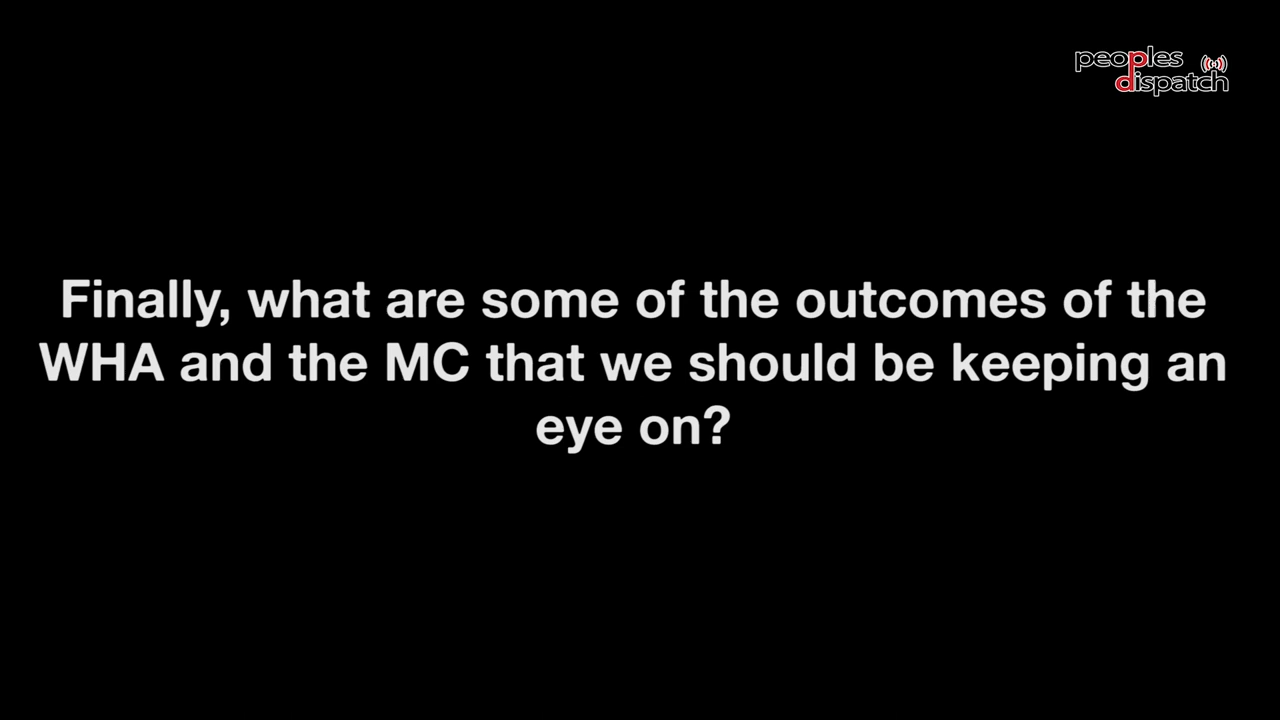 peoples
dispatch
Finally, what are some of the outcomes of the
WHA and the MC that we should be keeping an
eye on?